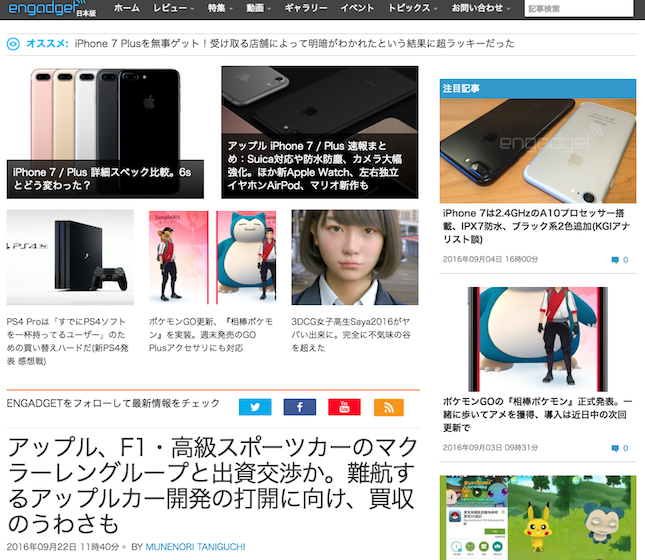 engadget 日本版
ホーム レビュー 特集 動画 ギャラリー イベント トピックス お問い合わせ 記事検索
オススメ: iPhone 7 Plusを無事ゲット！受け取る店舗によって明暗がわかれたという結果に超ラッキーだった
iPhone 7 / Plus 詳細スペック比較。6s
とどう変わった？
アップル iPhone 7 / Plus 速報まと
め：Suica対応や防水防塵、カメラ大幅
強化。ほか新Apple Watch、左右独立
イヤホンAirPod、マリオ新作も
PS4 PRO
PS4 Proは「すでにPS4ソフト
を一杯持ってるユーザー」のた
めの買い替えハードだ(新PS4発
表 感想戦)
Sample001
ポケモンGO更新、『相棒ポケモ
ン』を実装。週末発売のGO
Plusアクセサリにも対応
3DCG女子高生Saya2016がヤ
バい出来に。完全に不気味の谷
を超えた
ENGADGETをフォローして最新情報をチェック
You Tube
アップル、F1・高級スポーツカーのマク
ラーレングループと出資交渉か。難航す
るアップルカー開発の打開に向け、買収
のうわさも
2016年09月22日 11時40分 BY MUNENORI TANIGUCHI
注目記事
engadget
iPhone 7は2.4GHzのA10プロセッサー搭
載、IPX7防水、ブラック系2色追加(KGIアナ
リスト談)
2016年09月04日 16時00分 0
ポケモンGOの『相棒ポケモン』正式発表。一
緒に歩いてアメを獲得、導入は近日中の次回
更新で
2016年09月03日 09時31分 0